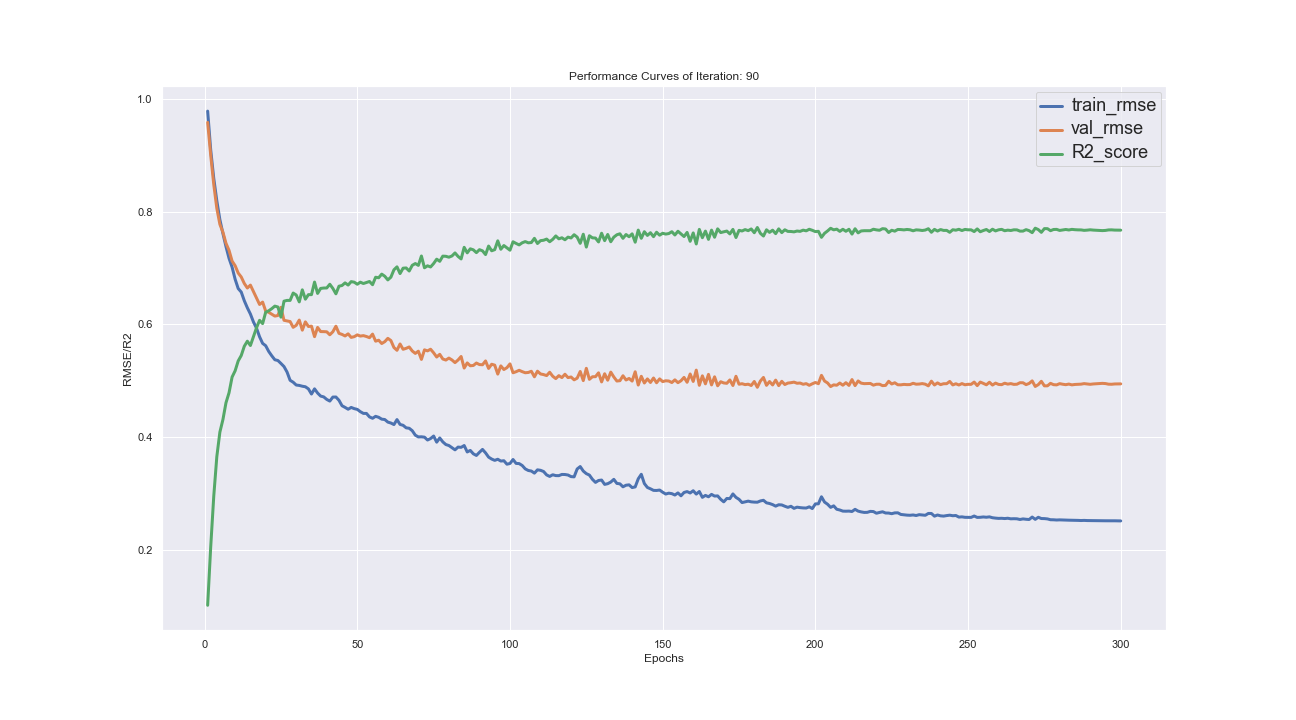 Performance Curves of Iteration: 90
train_rmse
val_rmse
R2_score
RMSE/R2
1.0
0.8
0.6
0.4
0.2
0 50 100 150 200 250 300
Epochs